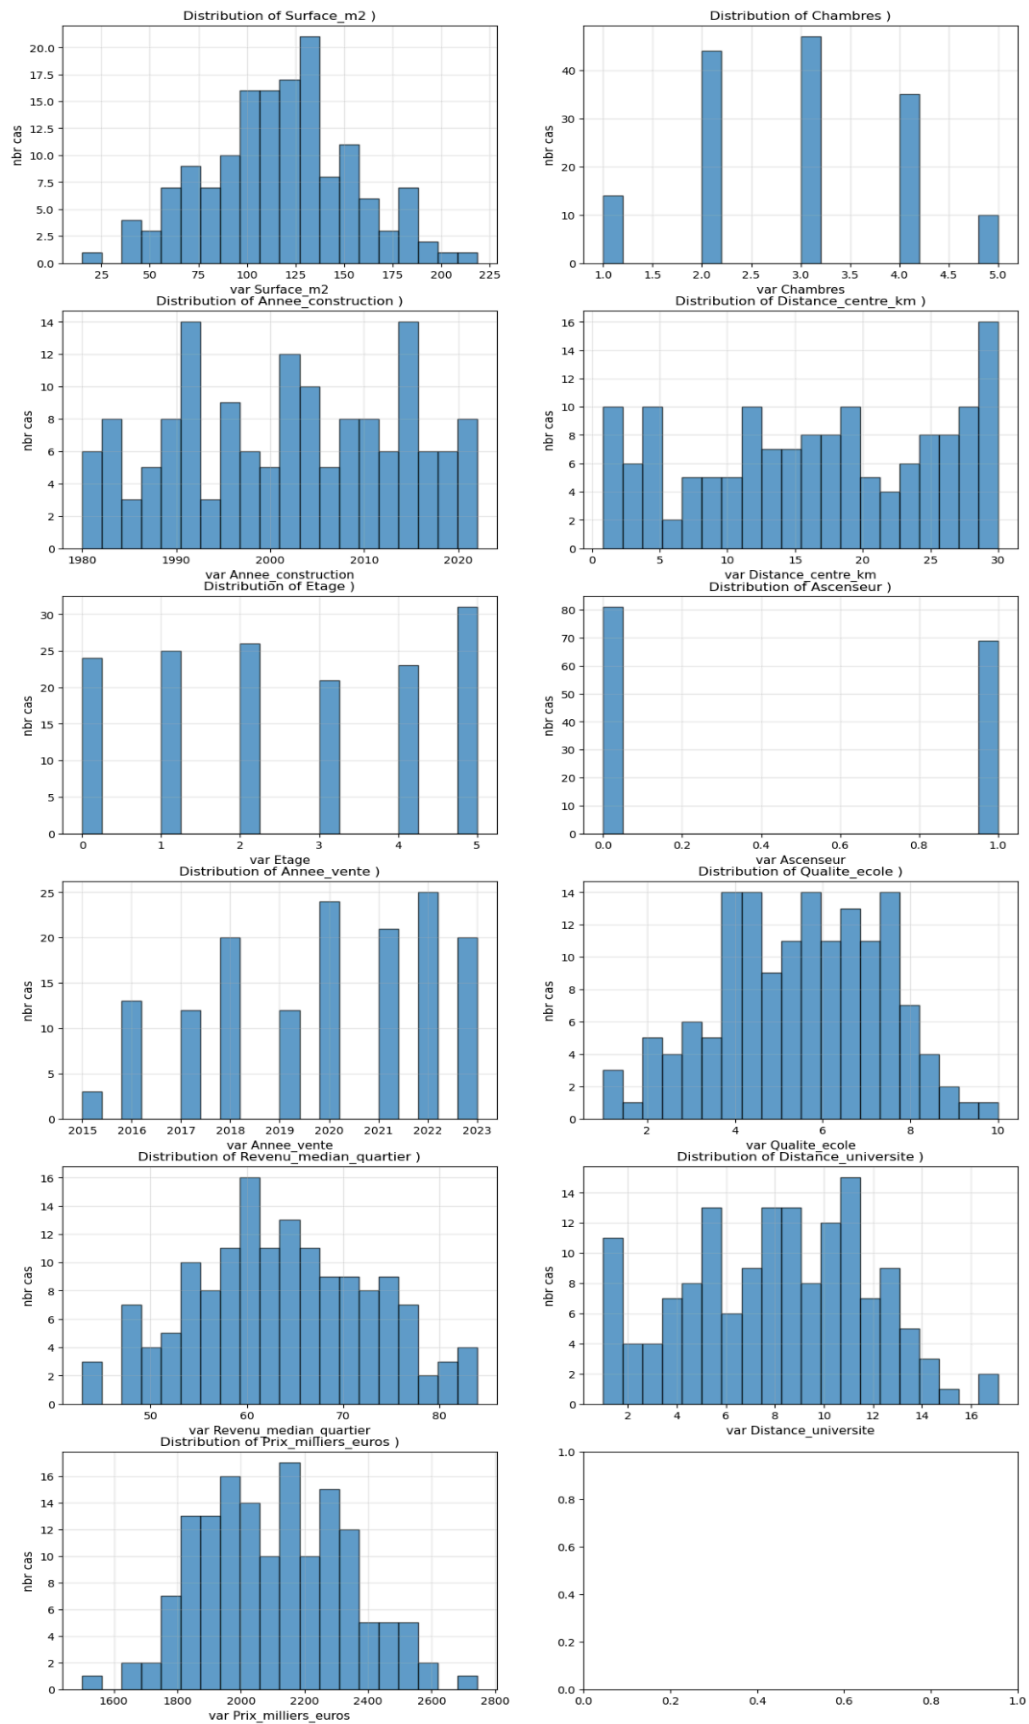 Distribution of Surface_m2 )
nbr cas
20.0
17.5
15.0
12.5
10.0
7.5
5.0
2.5
0.0
25 50 75 100 125 150 175 200 225
var Surface_m2
Distribution of Chambres )
nbr cas
40
30
20
10
0
1.0 1.5 2.0 2.5 3.0 3.5 4.0 4.5 5.0
var Chambres
Distribution of Annee_construction )
nbr cas
14
12
10
8
6
4
2
0
1980 1990 2000 2010 2020
var Annee_construction
Distribution of Distance_centre_km )
nbr cas
16
14
12
10
8
6
4
2
0
0 5 10 15 20 25 30
var Distance_centre_km
Distribution of Etage )
nbr cas
30
25
20
15
10
5
0
0 1 2 3 4 5
var Etage
Distribution of Ascenseur )
nbr cas
80
70
60
50
40
30
20
10
0
0.0 0.2 0.4 0.6 0.8 1.0
var Ascenseur
Distribution of Annee_vente )
nbr cas
25
20
15
10
5
0
2015 2016 2017 2018 2019 2020 2021 2022 2023
var Annee_vente
Distribution of Qualite_ecole )
nbr cas
14
12
10
8
6
4
2
0
2 4 6 8 10
var Qualite_ecole
Distribution of Revenu_median_quartier )
nbr cas
16
14
12
10
8
6
4
2
0
50 60 70 80
var Revenu_median_quartier
Distribution of Distance_universite )
nbr cas
14
12
10
8
6
4
2
0
2 4 6 8 10 12 14 16
var Distance_universite
Distribution of Prix_milliers_euros )
nbr cas
16
14
12
10
8
6
4
2
0
1600 1800 2000 2200 2400 2600 2800
var Prix_milliers_euros
1.0
0.8
0.6
0.4
0.2
0.0
0.0 0.2 0.4 0.6 0.8 1.0